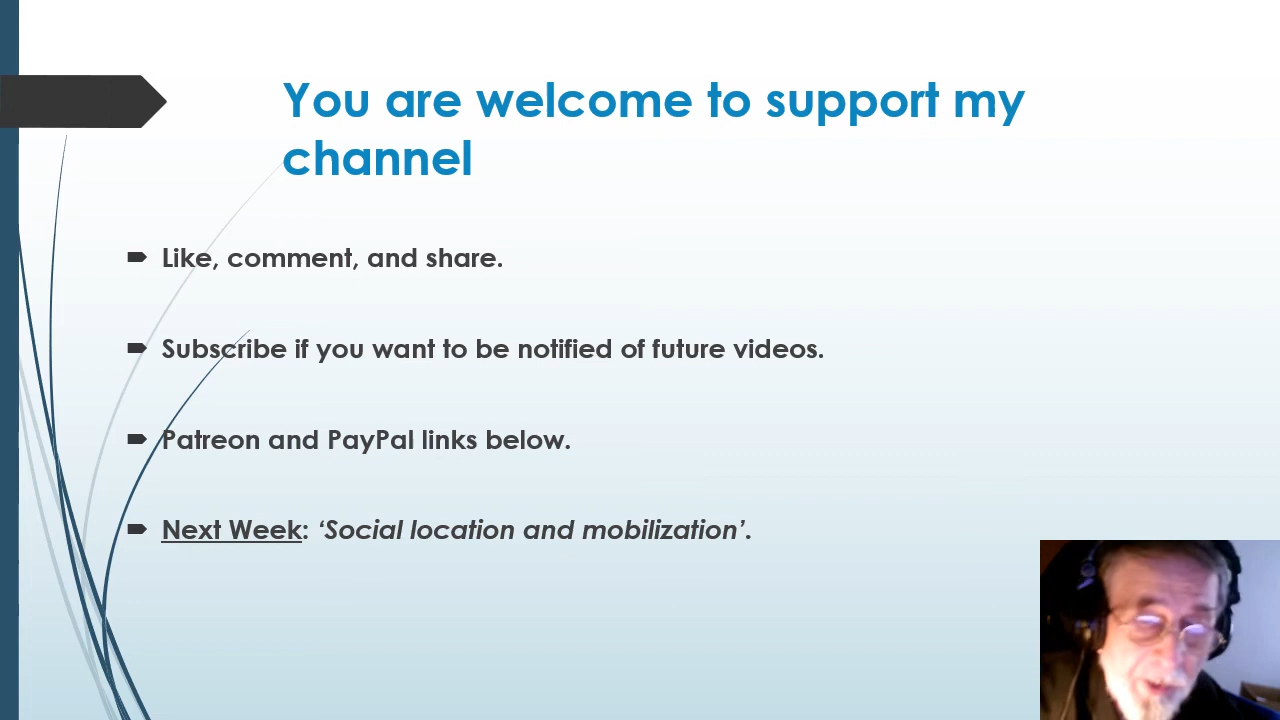 You are welcome to support my
channel
Like, comment, and share.
Subscribe if you want to be notified of future videos.
Patreon and PayPal links below.
Next Week: ‘Social location and mobilization’.